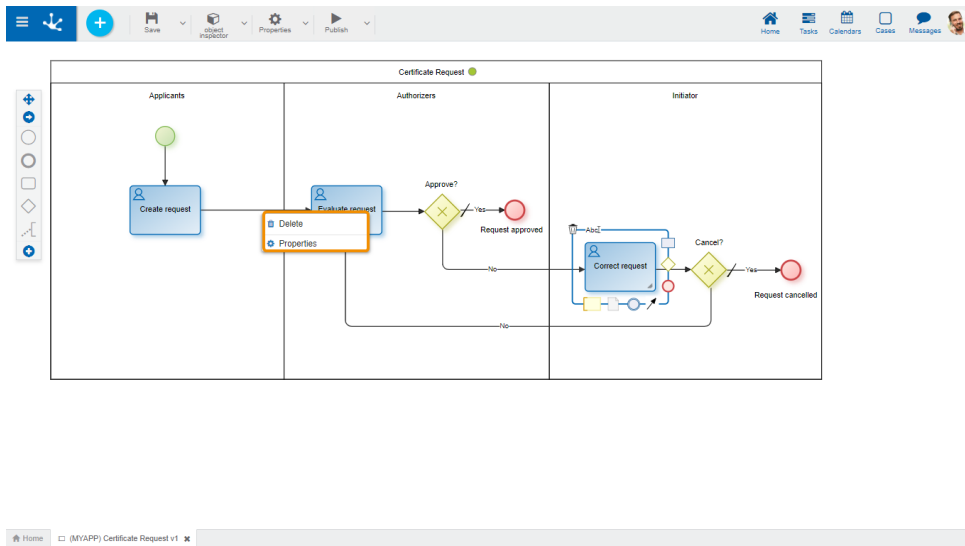 Save
object inspector
Properties
Publish
Home
Tasks
Calendars
Cases
Messages
Certificate Request
Applicants
Authorizers
Initiator
Create request
Evaluate request
Delete
Properties
Approve?
Yes
Request approved
No
Abc
Correct request
Cancel?
Yes
Request cancelled
No
Home
(MYAPP) Certificate Request v1